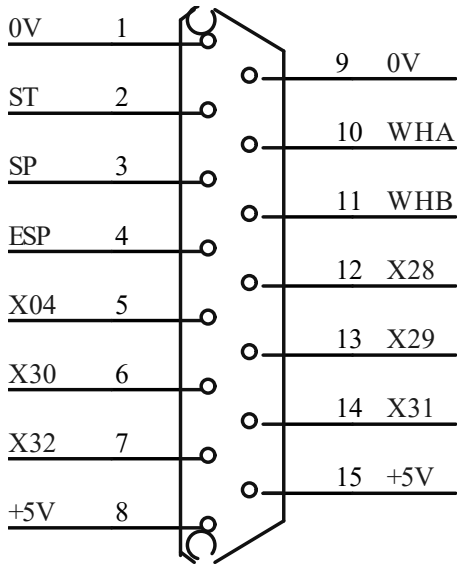 0V 1
ST 2
SP 3
ESP 4
X04 5
X30 6
X32 7
+5V 8
9 0V
10 WHA
11 WHB
12 X28
13 X29
14 X31
15 +5V